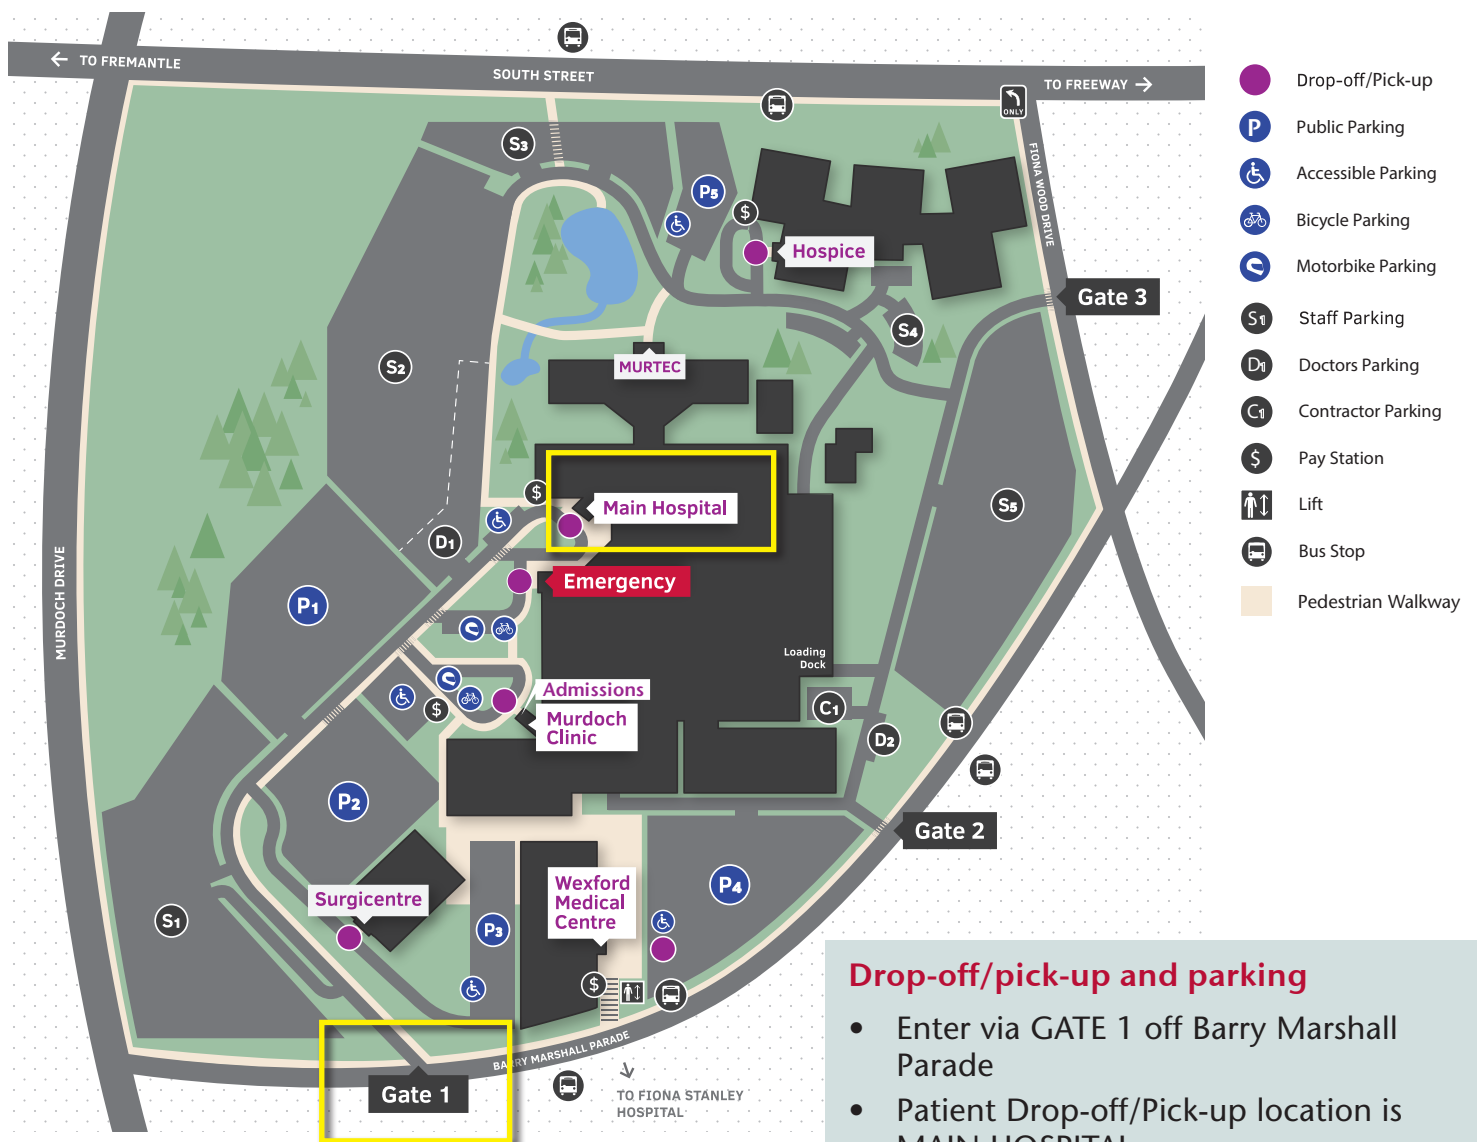 TO FREMANTLE
SOUTH STREET
TO FREEWAY
ONLY
FIONA WOOD DRIVE
S3
P5
$
Hospice
Gate 3
S4
MURTEC
S2
$
Main Hospital
S5
D1
Emergency
MURDOCH DRIVE
P1
Loading
Dock
Admissions
$
Murdoch
Clinic
C1
D2
P2
Gate 2
Surgicentre
Wexford
Medical
Centre
P4
S1
P3
$
BARRY MARSHALL PARADE
Gate 1
TO FIONA STANLEY
HOSPITAL
Drop-off/Pick-up
P Public Parking
Accessible Parking
Bicycle Parking
Motorbike Parking
S1 Staff Parking
D1 Doctors Parking
C1 Contractor Parking
$ Pay Station
Lift
Bus Stop
Pedestrian Walkway
Drop-off/pick-up and parking
• Enter via GATE 1 off Barry Marshall
Parade
• Patient Drop-off/Pick-up location is
MAIN HOSPITAL